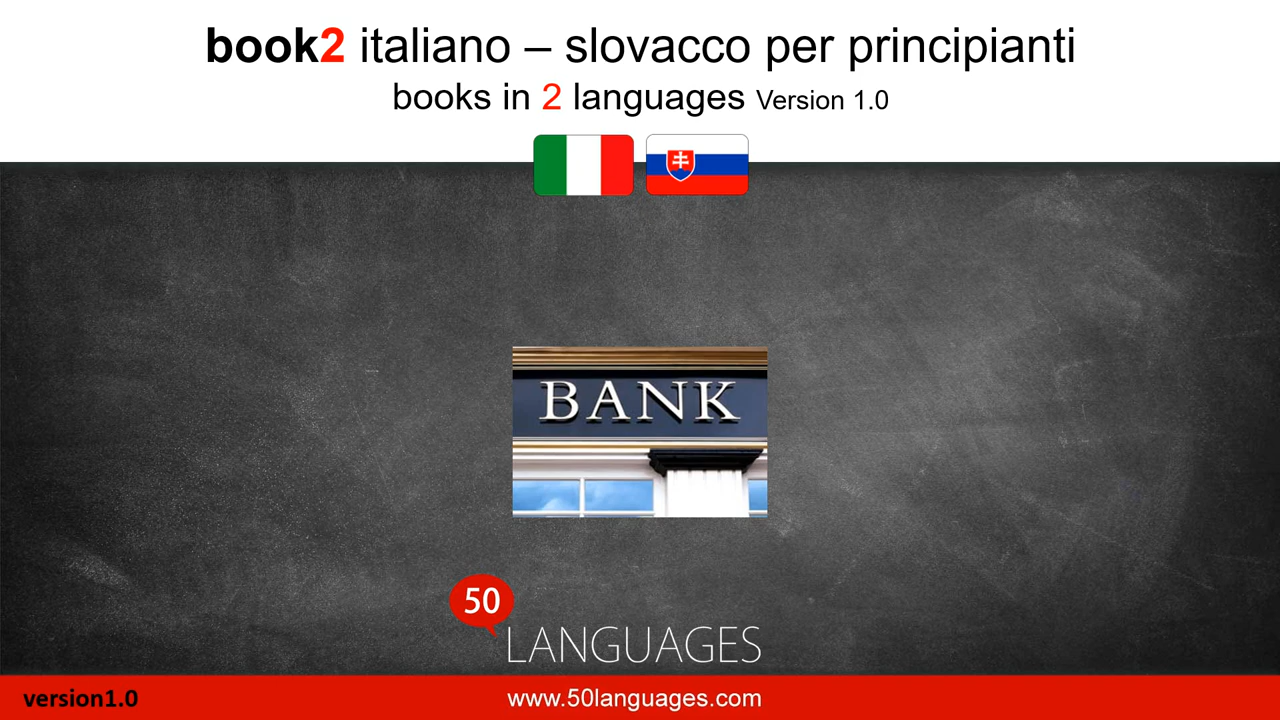 book2 italiano – slovacco per principianti
books in 2 languages Version 1.0
BANK
50
LANGUAGES
version1.0
www.50languages.com